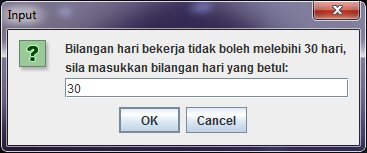 Input
Bilangan hari bekerja tidak boleh melebihi 30 hari,
sila masukkan bilangan hari yang betul:
30
OK Cancel